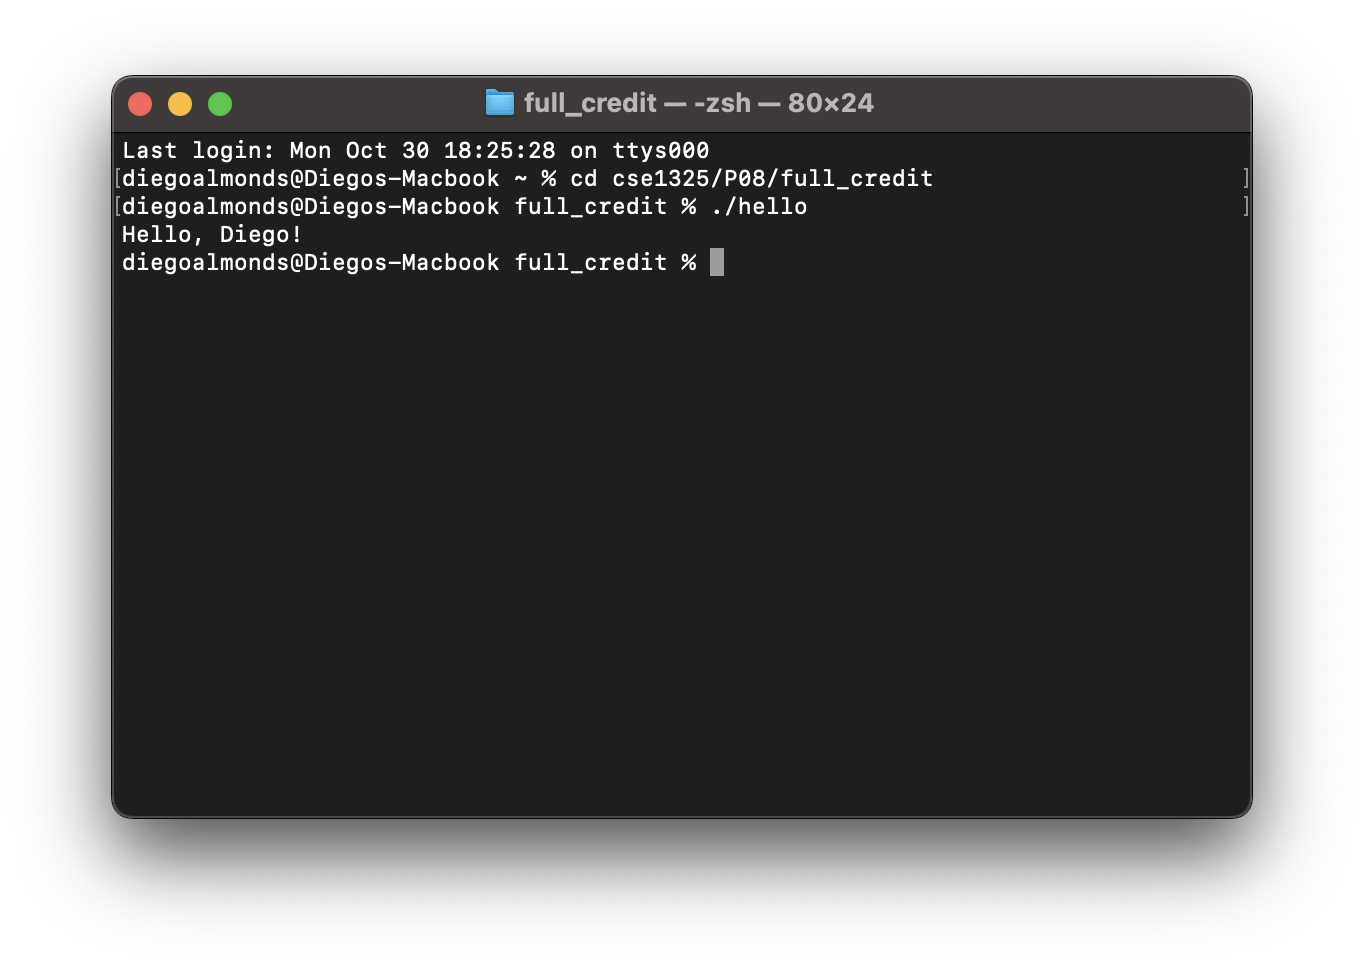 full_credit — -zsh — 80×24
Last login: Mon Oct 30 18:25:28 on ttys000
[diegoalmonds@Diegos-Macbook ~ % cd cse1325/P08/full_credit ]
[diegoalmonds@Diegos-Macbook full_credit % ./hello ]
Hello, Diego!
diegoalmonds@Diegos-Macbook full_credit %